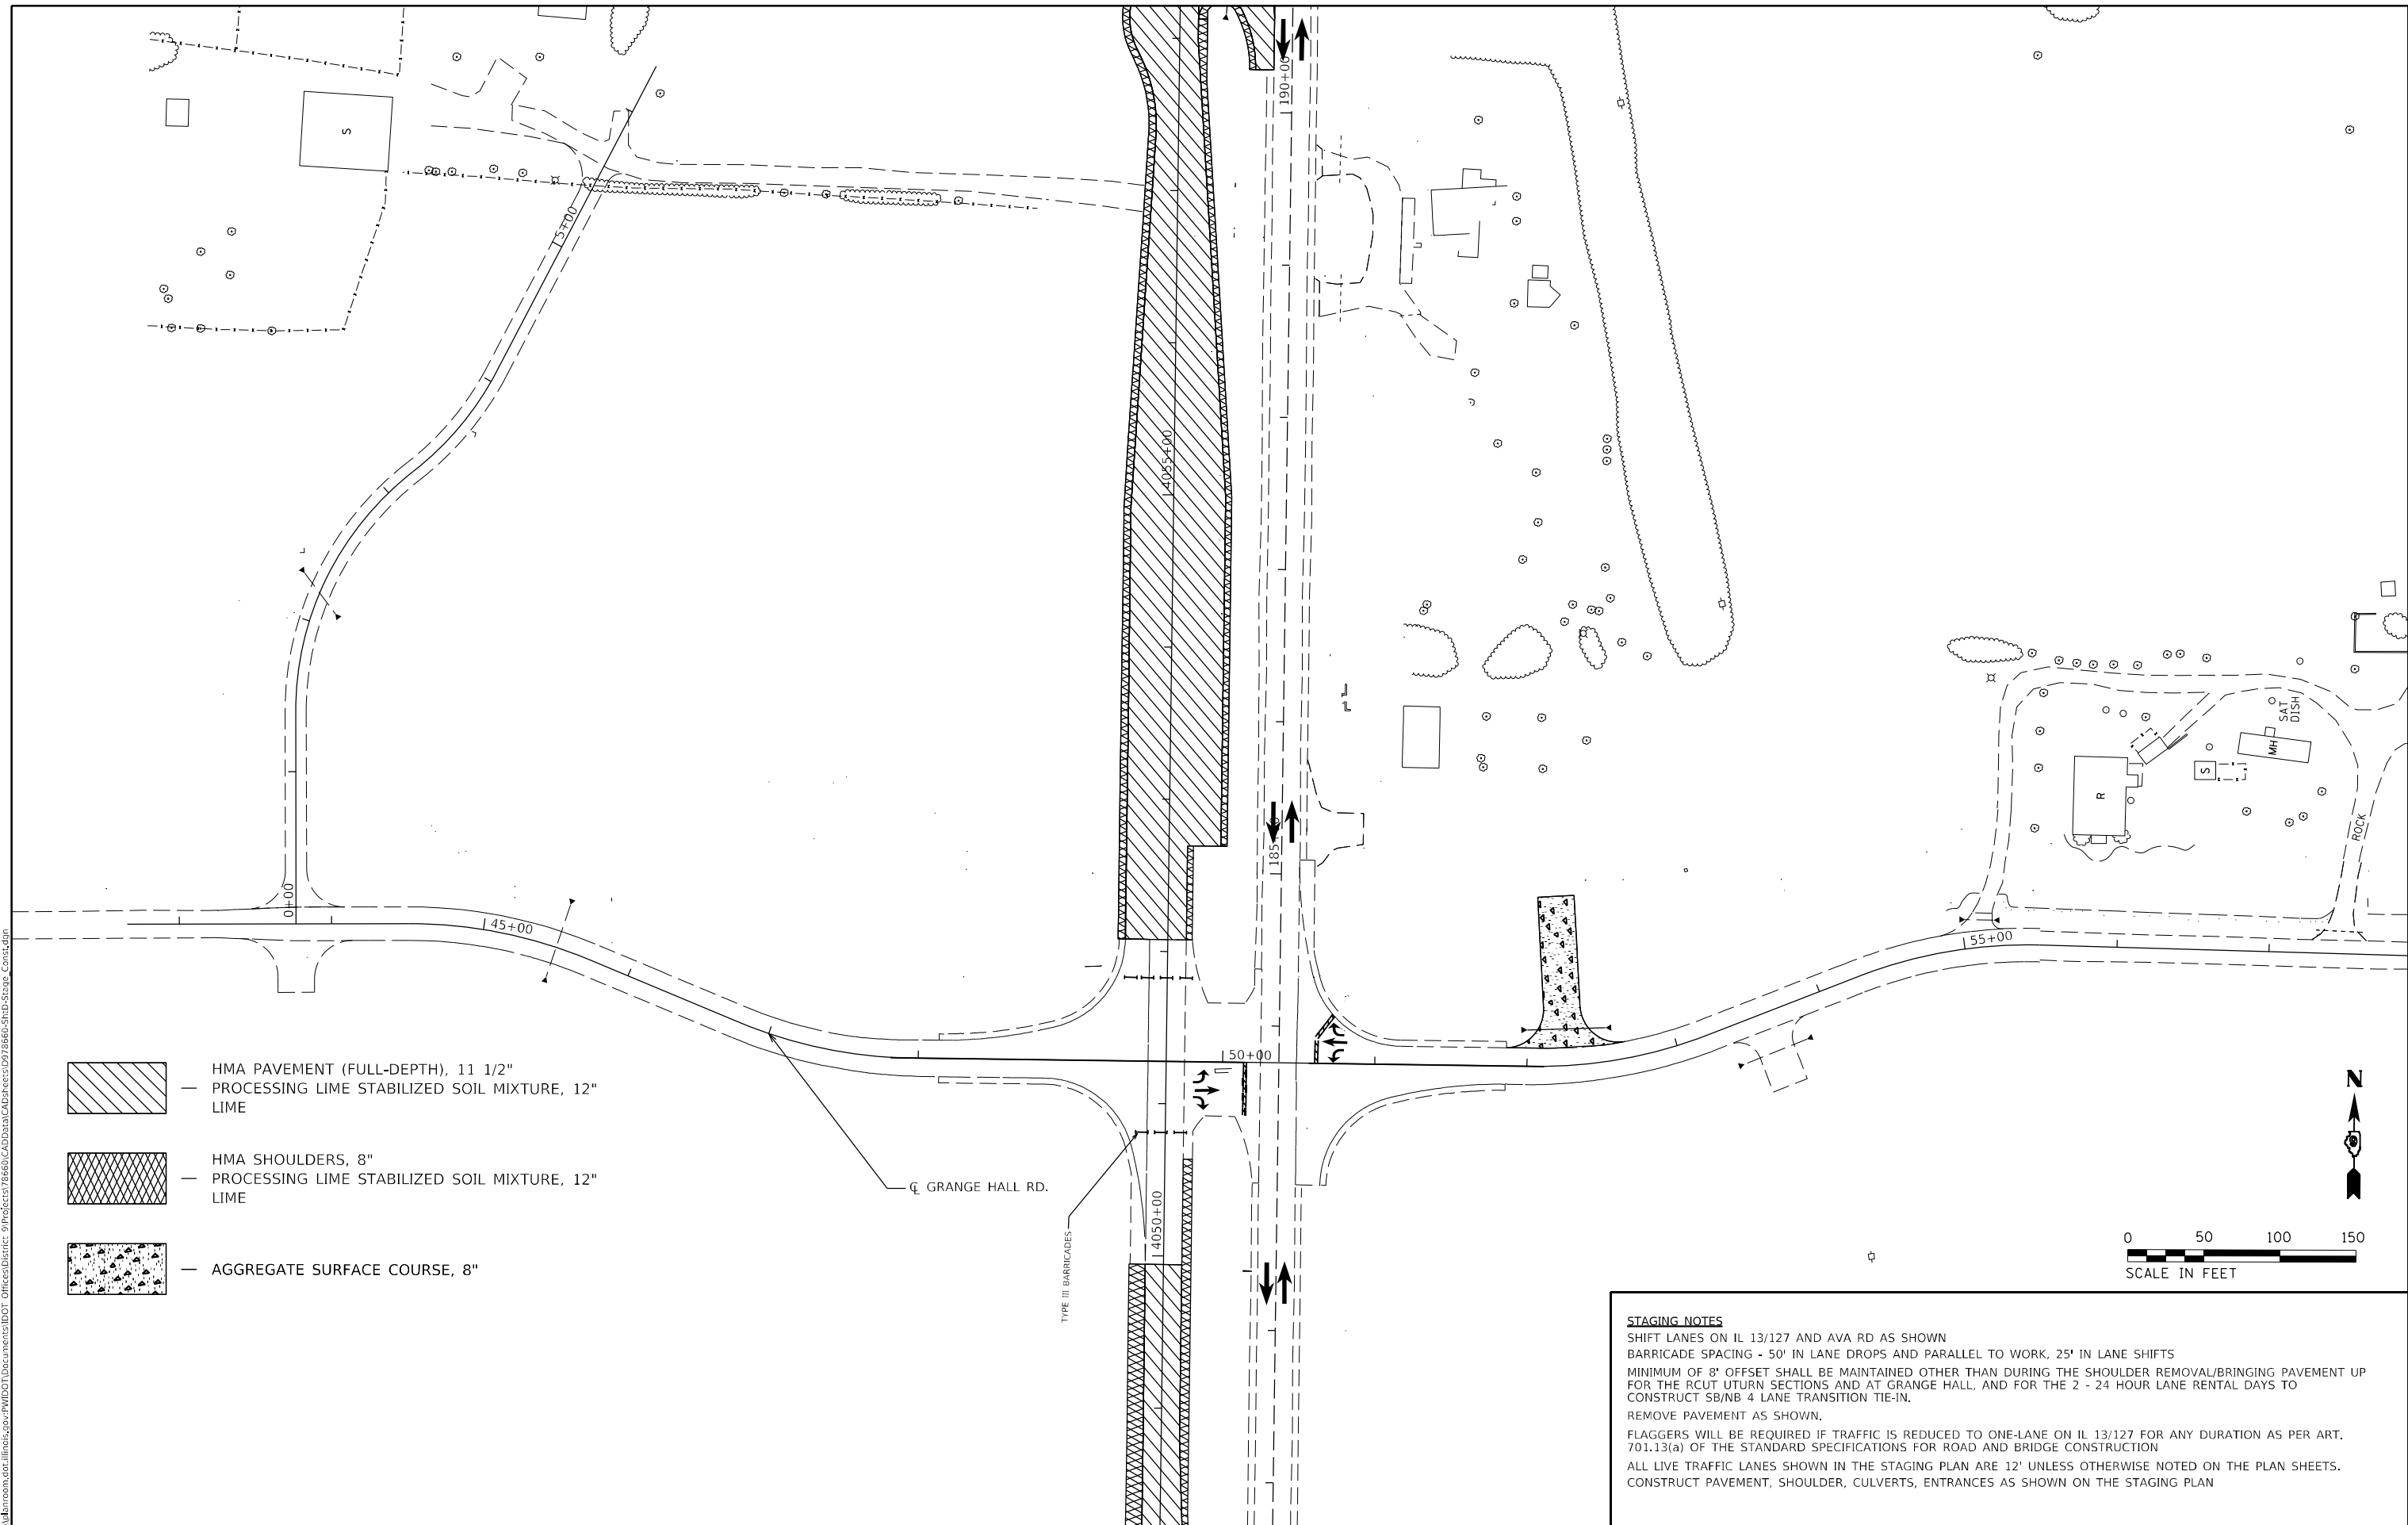 190+00
S
5+00
4055+00
SAT
DISH
MH
S
R
ROCK
0+00
45+00
55+00
50+00
HMA PAVEMENT (FULL-DEPTH), 11 1/2"
PROCESSING LIME STABILIZED SOIL MIXTURE, 12"
LIME
HMA SHOULDERS, 8"
PROCESSING LIME STABILIZED SOIL MIXTURE, 12"
LIME
AGGREGATE SURFACE COURSE, 8"
℄ GRANGE HALL RD.
4050+00
TYPE III BARRICADES
N
0 50 100 150
SCALE IN FEET
STAGING NOTES
SHIFT LANES ON IL 13/127 AND AVA RD AS SHOWN
BARRICADE SPACING - 50' IN LANE DROPS AND PARALLEL TO WORK, 25' IN LANE SHIFTS
MINIMUM OF 8' OFFSET SHALL BE MAINTAINED OTHER THAN DURING THE SHOULDER REMOVAL/BRINGING PAVEMENT UP
FOR THE RCUT UTURN SECTIONS AND AT GRANGE HALL, AND FOR THE 2 - 24 HOUR LANE RENTAL DAYS TO
CONSTRUCT SB/NB 4 LANE TRANSITION TIE-IN.
REMOVE PAVEMENT AS SHOWN.
FLAGGERS WILL BE REQUIRED IF TRAFFIC IS REDUCED TO ONE-LANE ON IL 13/127 FOR ANY DURATION AS PER ART.
701.13(a) OF THE STANDARD SPECIFICATIONS FOR ROAD AND BRIDGE CONSTRUCTION
ALL LIVE TRAFFIC LANES SHOWN IN THE STAGING PLAN ARE 12' UNLESS OTHERWISE NOTED ON THE PLAN SHEETS.
CONSTRUCT PAVEMENT, SHOULDER, CULVERTS, ENTRANCES AS SHOWN ON THE STAGING PLAN